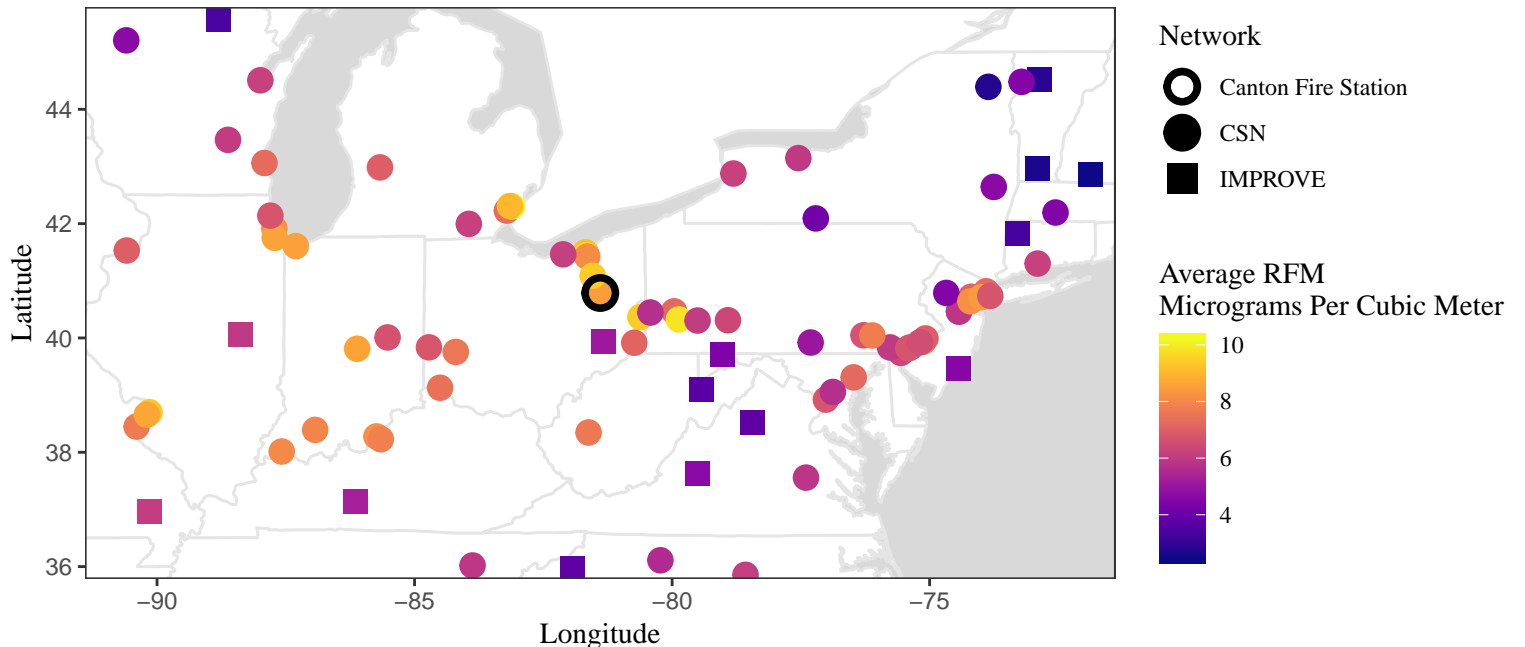 Latitude
44
42
40
38
36
−90
−85
−80
−75
Longitude
Network
Canton Fire Station
CSN
IMPROVE
Average RFM
Micrograms Per Cubic Meter
10
8
6
4